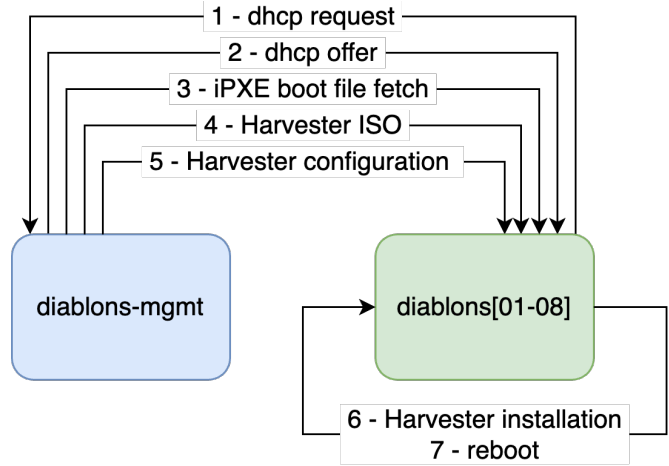 1 - dhcp request
2 - dhcp offer
3 - iPXE boot file fetch
4 - Harvester ISO
5 - Harvester configuration
diablons-mgmt
diablons[01-08]
6 - Harvester installation
7 - reboot